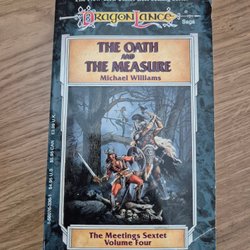 DRAGONLANCE
Saga
THE OATH
AND
THE MEASURE
Michael Williams
The Meetings Sextet
Volume Four